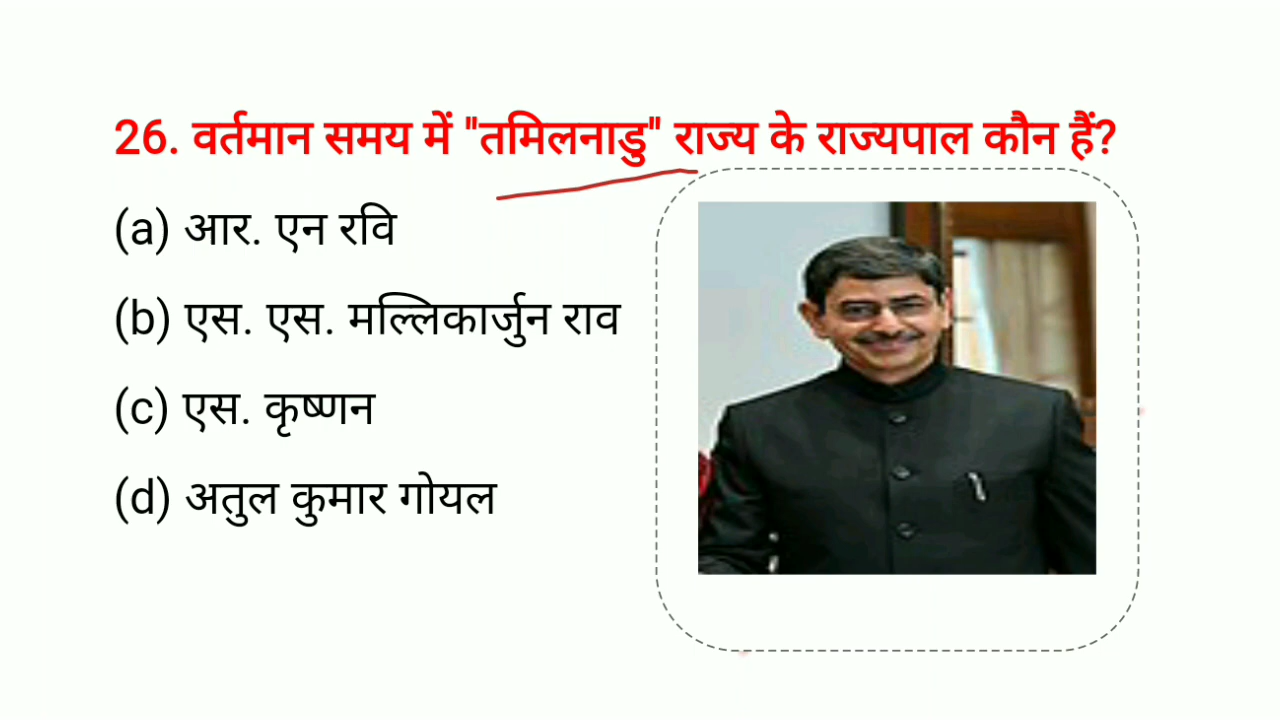 26. वर्तमान समय में "तमिलनाडु" राज्य के राज्यपाल कौन हैं?
(a) आर. एन रवि
(b) एस. एस. मल्लिकार्जुन राव
(c) एस. कृष्णन
(d) अतुल कुमार गोयल